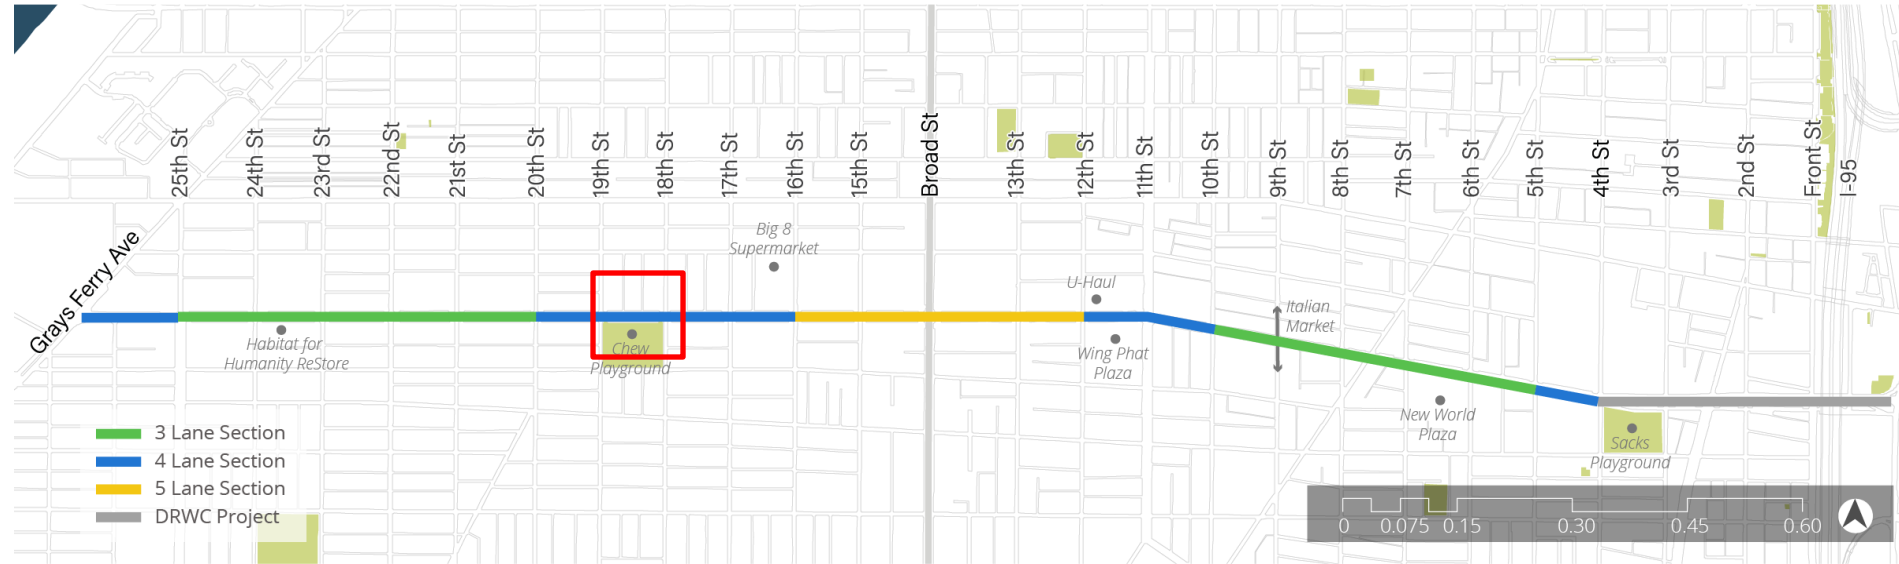 25th St
24th St
23rd St
22nd St
21st St
20th St
19th St
18th St
17th St
16th St
15th St
Broad St
13th St
12th St
11th St
10th St
9th St
8th St
7th St
6th St
5th St
4th St
3rd St
2nd St
Front St
I-95
Grays Ferry Ave
Big 8
Supermarket
U-Haul
Italian
Market
Habitat for
Humanity ReStore
Chew
Playground
Wing Phat
Plaza
New World
Plaza
Sacks
Playground
3 Lane Section
4 Lane Section
5 Lane Section
DRWC Project
0 0.075 0.15 0.30 0.45 0.60